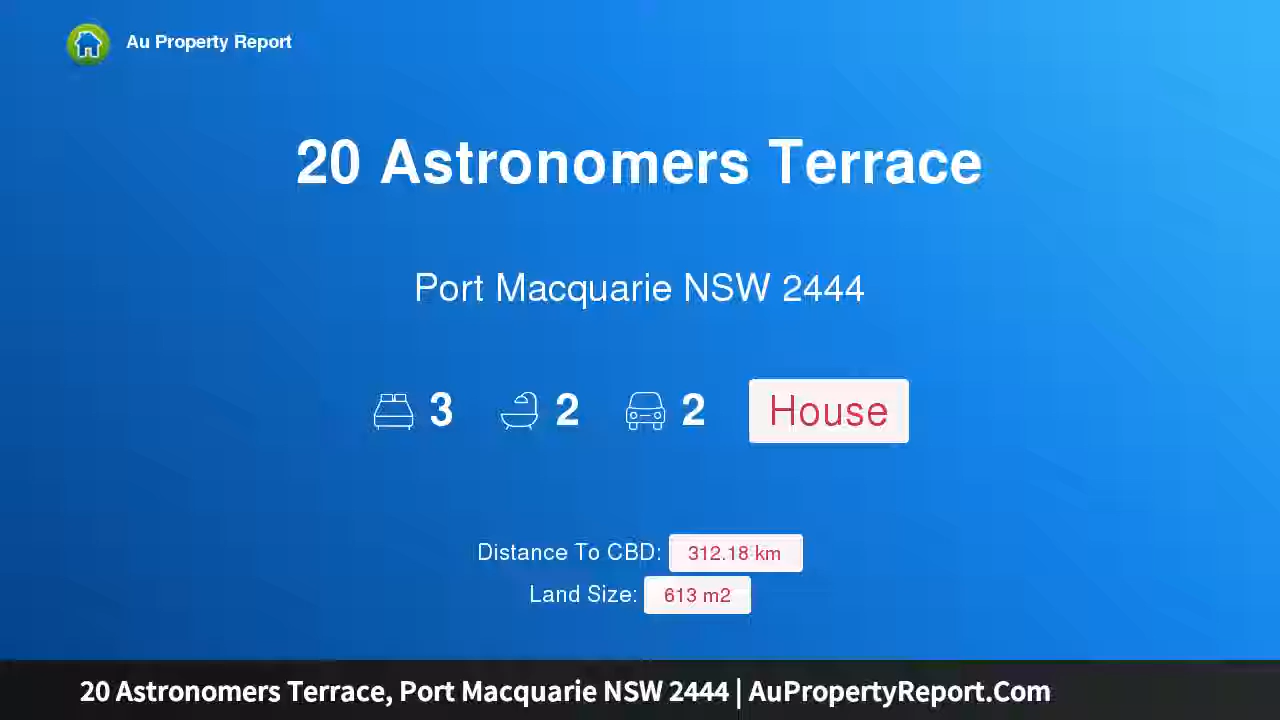 Au Property Report
20 Astronomers Terrace
Port Macquarie NSW 2444
3 2 2 House
Distance To CBD: 312.18 km
Land Size: 613 m2
20 Astronomers Terrace, Port Macquarie NSW 2444 | AuPropertyReport.Com